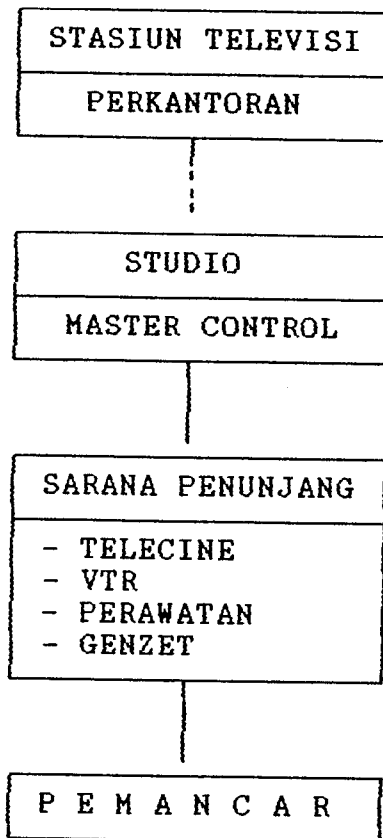 STASIUN TELEVISI
PERKANTORAN
STUDIO
MASTER CONTROL
SARANA PENUNJANG
- TELECINE
- VTR
- PERAWATAN
- GENZET
P E M A N C A R